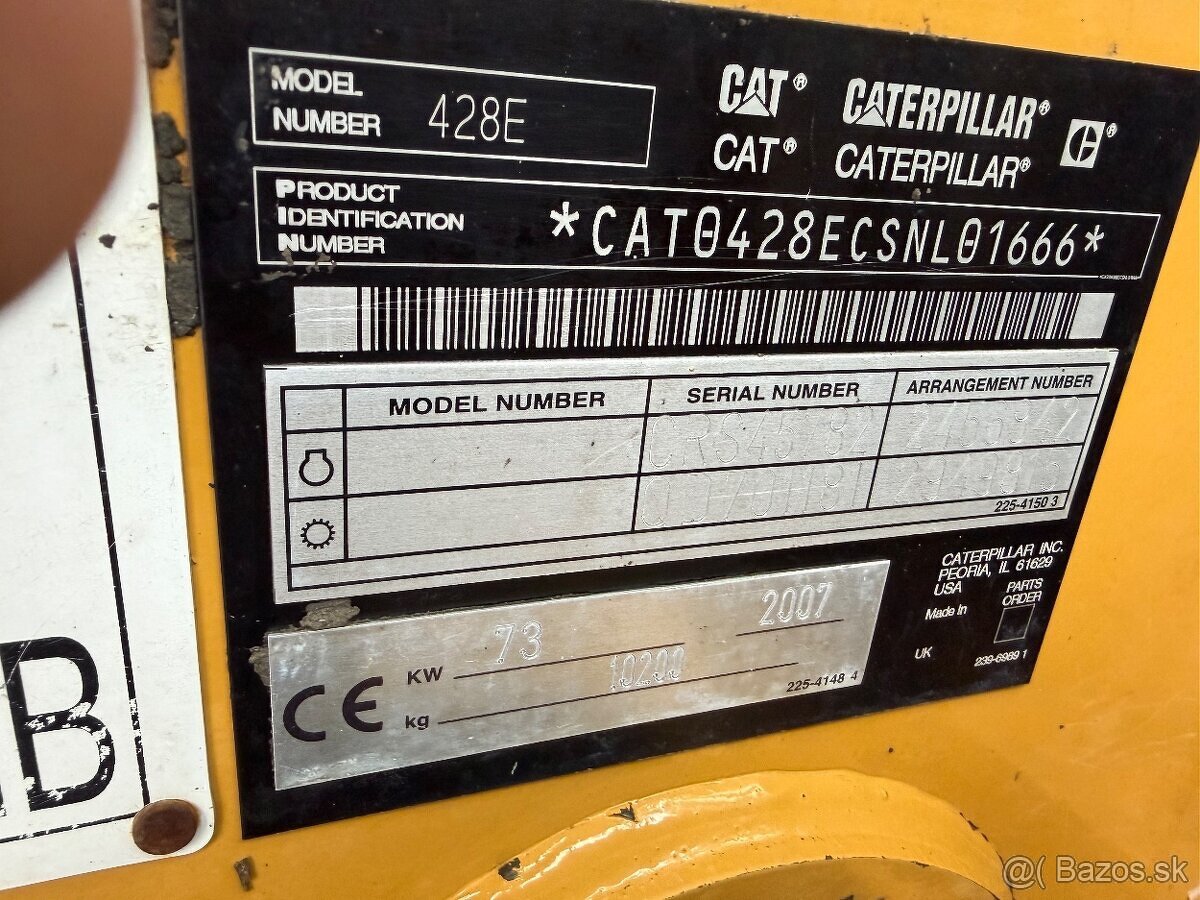 MODEL
NUMBER 428E
CAT® CATERPILLAR®
CAT® CATERPILLAR®
PRODUCT
IDENTIFICATION
NUMBER
*CAT0428ECSNL01666*
MODEL NUMBER SERIAL NUMBER ARRANGEMENT NUMBER
225-4150 3
CE
KW 73 2007
kg 10200
225-4148 4
CATERPILLAR INC.
PEORIA, IL 61629
USA
PARTS
ORDER
Made In
UK
239-6989 1
B
Bazos.sk